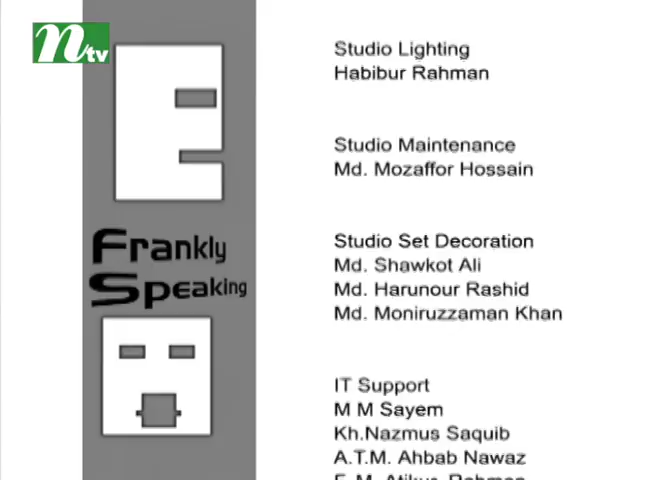 ntv
Frankly
Speaking
Studio Lighting
Habibur Rahman
Studio Maintenance
Md. Mozaffor Hossain
Studio Set Decoration
Md. Shawkot Ali
Md. Harunour Rashid
Md. Moniruzzaman Khan
IT Support
M M Sayem
Kh.Nazmus Saquib
A.T.M. Ahbab Nawaz